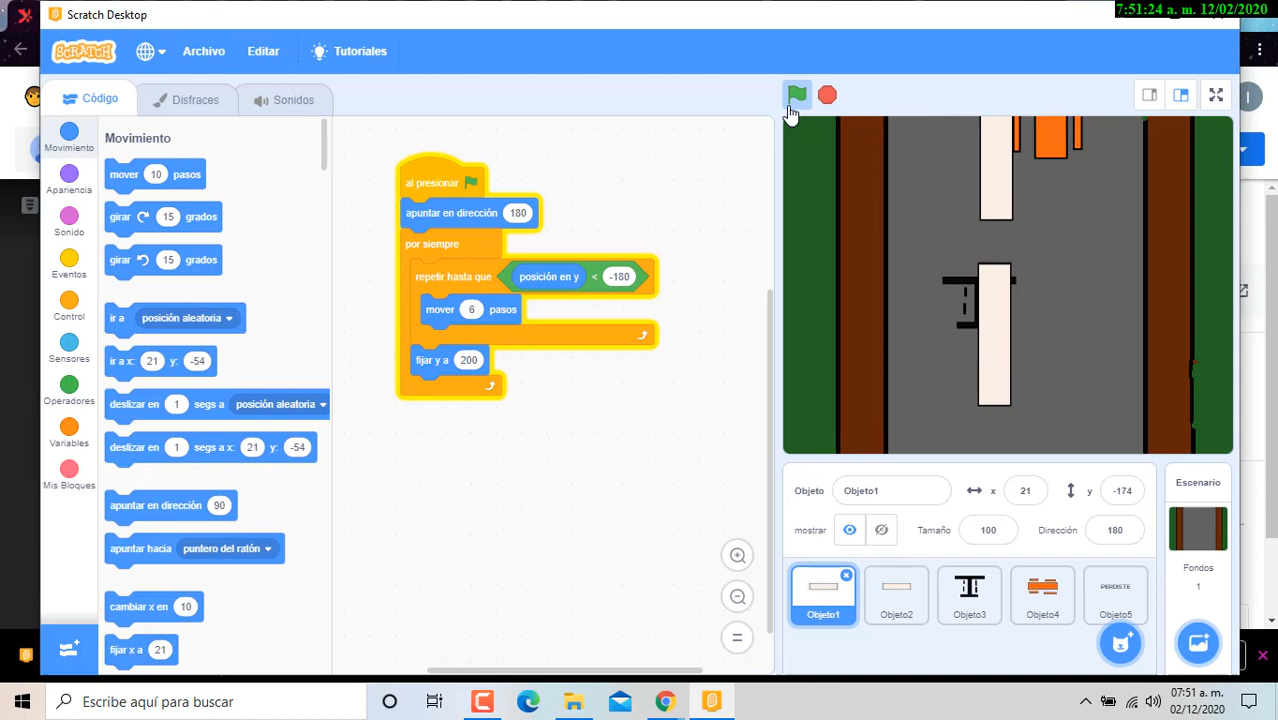 7:51:24 a. m. 12/02/2020
Scratch Desktop
SCRATCH
Archivo
Editar
Tutoriales
Código
Disfraces
Sonidos
Movimiento
Apariencia
Sonido
Eventos
Control
Sensores
Operadores
Variables
Mis Bloques
Movimiento
mover 10 pasos
girar 15 grados
girar 15 grados
ir a posición aleatoria
ir a x: 21 y: -54
deslizar en 1 segs a posición aleatoria
deslizar en 1 segs a x: 21 y: -54
apuntar en dirección 90
apuntar hacia puntero del ratón
cambiar x en 10
fijar x a 21
al presionar
apuntar en dirección 180
por siempre
repetir hasta que posición en y < -180
mover 6 pasos
fijar y a 200
Objeto Objeto1 x 21 y -174
mostrar Tamaño 100 Dirección 180
Objeto1
Objeto2
Objeto3
Objeto4
PERDISTE
Objeto5
Escenario
Fondos
1
Escribe aquí para buscar
07:51 a. m.
02/12/2020